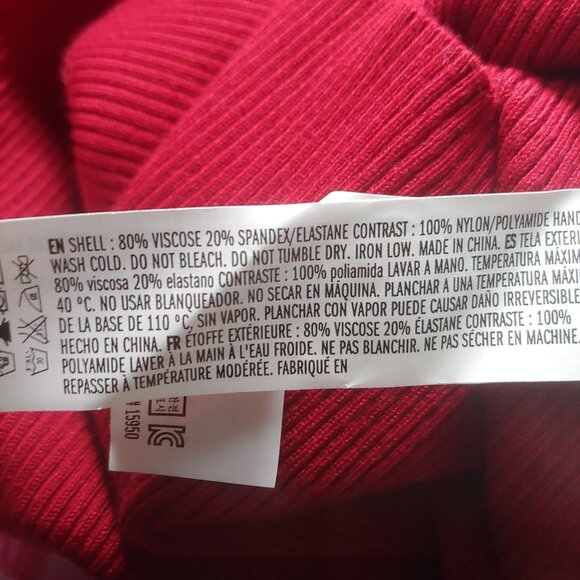 EN SHELL : 80% VISCOSE 20% SPANDEX/ELASTANE CONTRAST : 100% NYLON/POLYAMIDE HAND
WASH COLD. DO NOT BLEACH. DO NOT TUMBLE DRY. IRON LOW. MADE IN CHINA. ES TELA EXTERI
80% viscosa 20% elastano CONTRASTE : 100% poliamida LAVAR A MANO. TEMPERATURA MÁXIM
40 °C. NO USAR BLANQUEADOR. NO SECAR EN MÁQUINA. PLANCHAR A UNA TEMPERATURA MÁXIM
DE LA BASE DE 110 °C, SIN VAPOR. PLANCHAR CON VAPOR PUEDE CAUSAR DAÑO IRREVERSIBLE
HECHO EN CHINA. FR ÉTOFFE EXTÉRIEURE : 80% VISCOSE 20% ÉLASTANE CONTRASTE : 100%
POLYAMIDE LAVER À LA MAIN À L'EAU FROIDE. NE PAS BLANCHIR. NE PAS SÉCHER EN MACHINE.
REPASSER À TEMPÉRATURE MODÉRÉE. FABRIQUÉ EN
₩ 15950